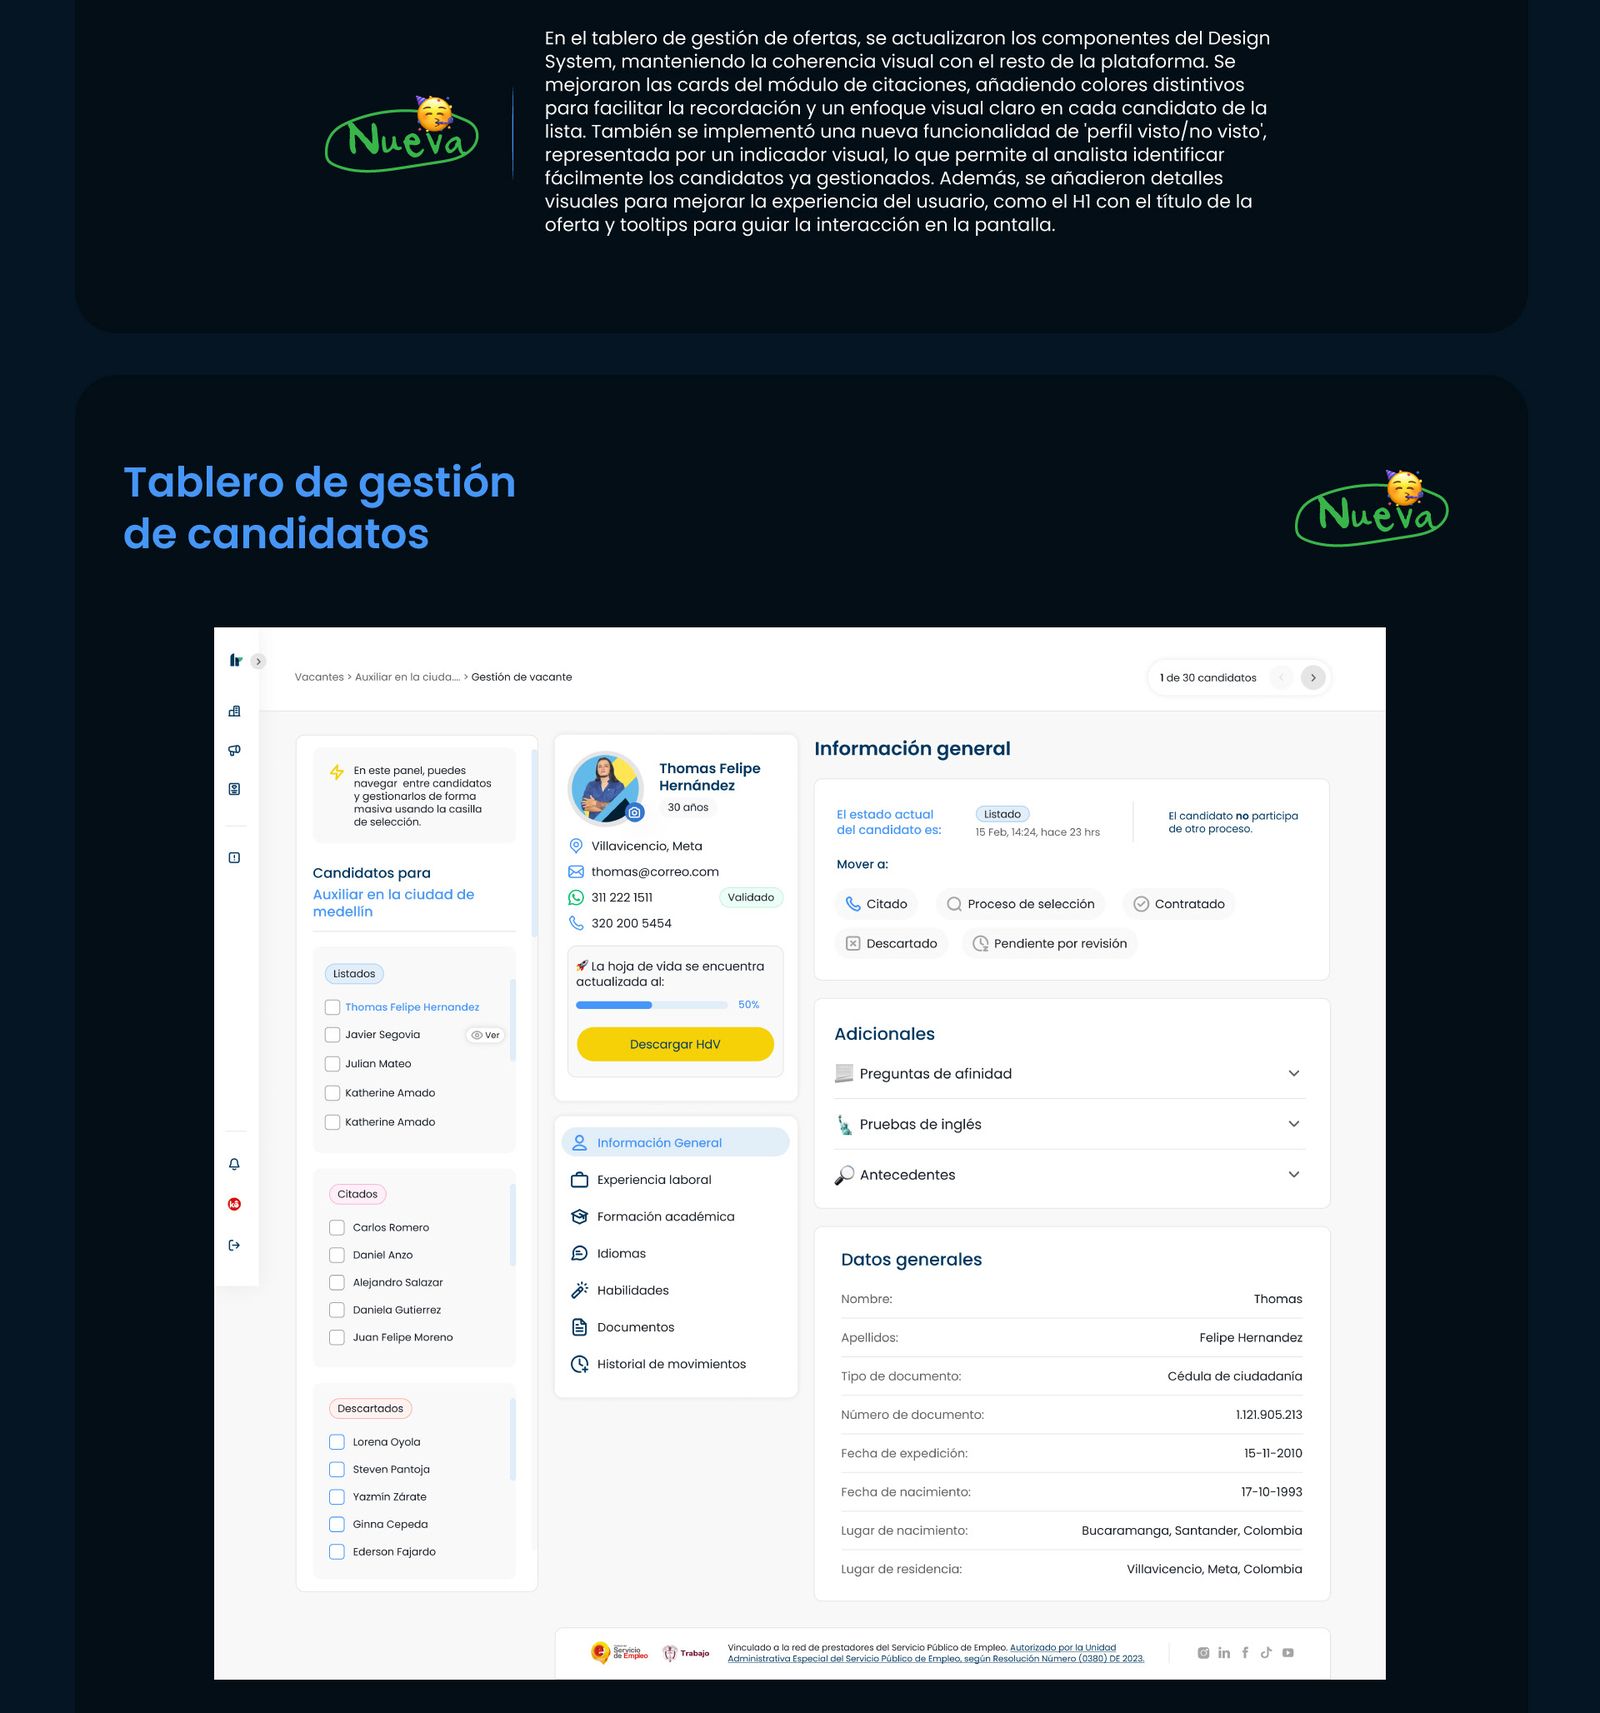 En el tablero de gestión de ofertas, se actualizaron los componentes del Design
System, manteniendo la coherencia visual con el resto de la plataforma. Se
mejoraron las cards del módulo de citaciones, añadiendo colores distintivos
para facilitar la recordación y un enfoque visual claro en cada candidato de la
lista. También se implementó una nueva funcionalidad de 'perfil visto/no visto',
representada por un indicador visual, lo que permite al analista identificar
fácilmente los candidatos ya gestionados. Además, se añadieron detalles
visuales para mejorar la experiencia del usuario, como el H1 con el título de la
oferta y tooltips para guiar la interacción en la pantalla.
Nueva
Tablero de gestión
de candidatos
Nueva
Vacantes > Auxiliar en la ciuda.... > Gestión de vacante
1 de 30 candidatos
En este panel, puedes
navegar entre candidatos
y gestionarlos de forma
masiva usando la casilla
de selección.
Candidatos para
Auxiliar en la ciudad de
medellín
Listados
Thomas Felipe Hernandez
Javier Segovia
Ver
Julian Mateo
Katherine Amado
Katherine Amado
Citados
Carlos Romero
Daniel Anzo
Alejandro Salazar
Daniela Gutierrez
Juan Felipe Moreno
Descartados
Lorena Oyola
Steven Pantoja
Yazmín Zárate
Ginna Cepeda
Ederson Fajardo
Thomas Felipe
Hernández
30 años
Villavicencio, Meta
thomas@correo.com
311 222 1511
Validado
320 200 5454
La hoja de vida se encuentra
actualizada al:
50%
Descargar HdV
Información General
Experiencia laboral
Formación académica
Idiomas
Habilidades
Documentos
Historial de movimientos
Información general
El estado actual
del candidato es:
Listado
15 Feb, 14:24, hace 23 hrs
El candidato no participa
de otro proceso.
Mover a:
Citado
Proceso de selección
Contratado
Descartado
Pendiente por revisión
Adicionales
Preguntas de afinidad
Pruebas de inglés
Antecedentes
Datos generales
Nombre: Thomas
Apellidos: Felipe Hernandez
Tipo de documento: Cédula de ciudadanía
Número de documento: 1.121.905.213
Fecha de expedición: 15-11-2010
Fecha de nacimiento: 17-10-1993
Lugar de nacimiento: Bucaramanga, Santander, Colombia
Lugar de residencia: Villavicencio, Meta, Colombia
Servicio
de Empleo
Trabajo
Vinculado a la red de prestadores del Servicio Público de Empleo. Autorizado por la Unidad
Administrativa Especial del Servicio Público de Empleo, según Resolución Número (0380) DE 2023.